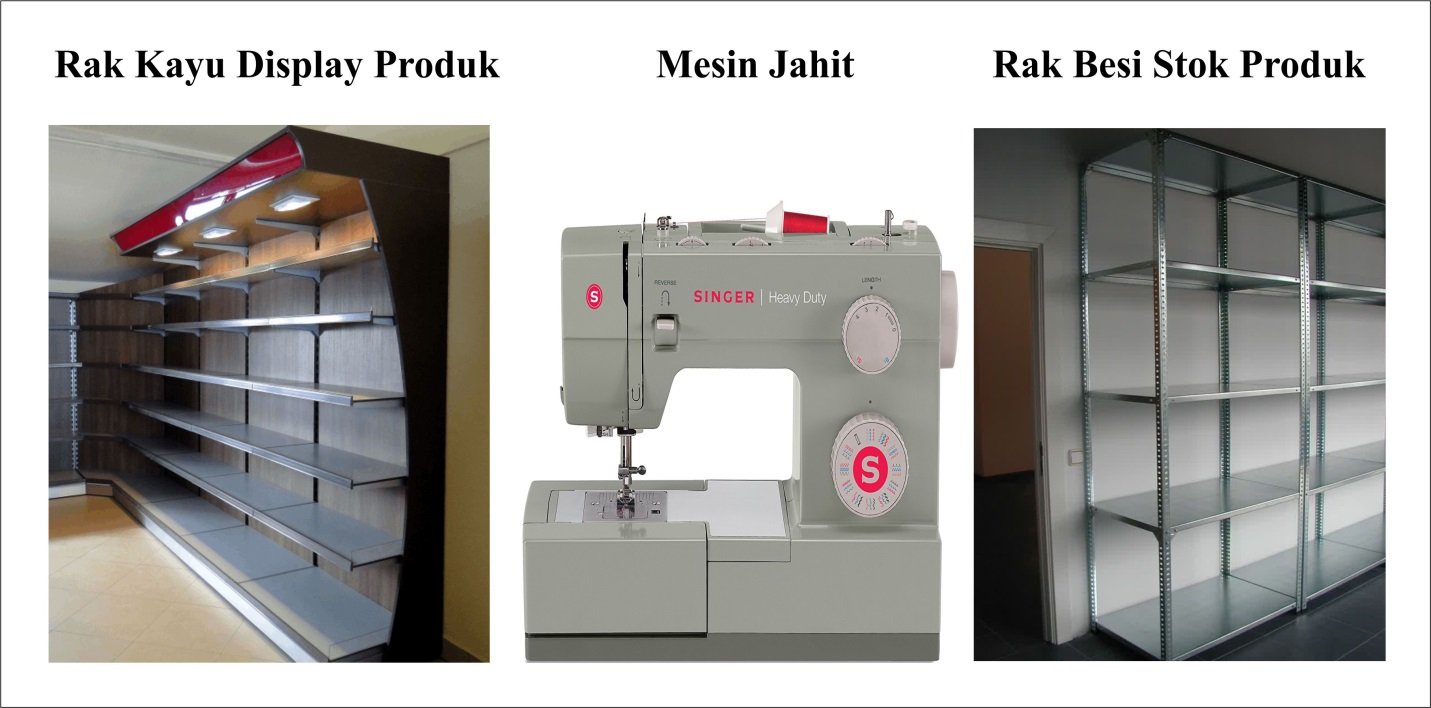 Rak Kayu Display Produk
Mesin Jahit
Rak Besi Stok Produk
S
REVERSE
SINGER | Heavy Duty
LENGTH
S